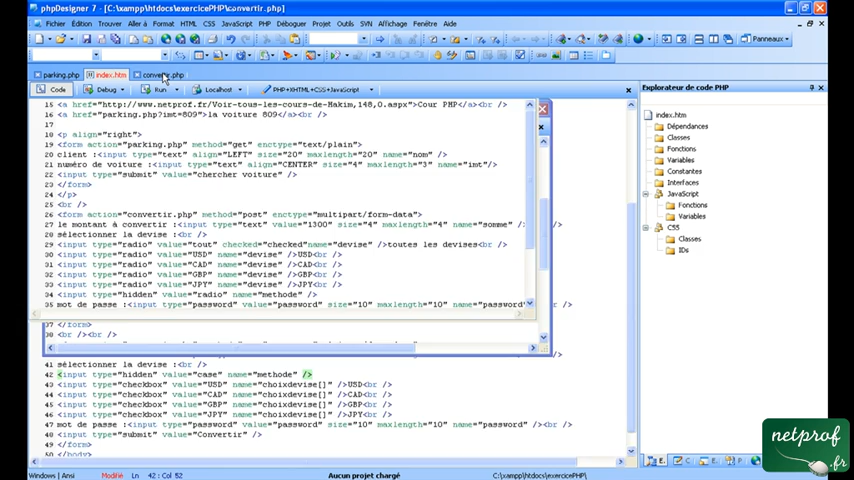 phpDesigner 7 - [C:\xampp\htdocs\exercicePHP\convertir.php]
Fichier Édition Chercher Aller à Format HTML CSS JavaScript PHP Débogeur Projet Outils SVN Affichage Fenêtre Aide
Panneaux
parking.php index.htm convertir.php
Code Debug Run Localhost PHP+XHTML+CSS+JavaScript
Explorateur de code PHP
index.htm
Dépendances
Classes
Fonctions
Variables
Constantes
Interfaces
JavaScript
Fonctions
Variables
CSS
Classes
IDs
15 <a href="http://www.netprof.fr/Voir-tous-les-cours-de-Hakim,148,0.aspx">Cour PHP</a><br />
16 <a href="parking.php?imt=809">la voiture 809</a><br />
17
18 <p align="right">
19 <form action="parking.php" method="get" enctype="text/plain">
20 client :<input type="text" align="LEFT" size="20" maxlength="20" name="nom" />
21 numéro de voiture :<input type="text" align="CENTER" size="4" maxlength="3" name="imt"/>
22 <input type="submit" value="chercher voiture" />
23 </form>
24 </p>
25 <br />
26 <form action="convertir.php" method="post" enctype="multipart/form-data">
27 le montant à convertir :<input type="text" value="1300" size="4" maxlength="4" name="somme" />
28 sélectionner la devise :<br />
29 <input type="radio" value="tout" checked="checked"name="devise" />toutes les devises<br />
30 <input type="radio" value="USD" name="devise" />USD<br />
31 <input type="radio" value="CAD" name="devise" />CAD<br />
32 <input type="radio" value="GBP" name="devise" />GBP<br />
33 <input type="radio" value="JPY" name="devise" />JPY<br />
34 <input type="hidden" value="radio" name="methode" />
35 mot de passe :<input type="password" value="password" size="10" maxlength="10" name="password"
37 </form>
38 <br /><br />
41 sélectionner la devise :<br />
42 <input type="hidden" value="case" name="methode" />
43 <input type="checkbox" value="USD" name="choixdevise[]" />USD<br />
44 <input type="checkbox" value="CAD" name="choixdevise[]" />CAD<br />
45 <input type="checkbox" value="GBP" name="choixdevise[]" />GBP<br />
46 <input type="checkbox" value="JPY" name="choixdevise[]" />JPY<br />
47 mot de passe :<input type="password" value="password" size="10" maxlength="10" name="password" /><br />
48 <input type="submit" value="Convertir" />
49 </form>
50 </body>
Windows | Ansi Modifié Ln 42 : Col 52 Aucun projet chargé C:\xampp\htdocs\exercicePHP\
netprof
.fr